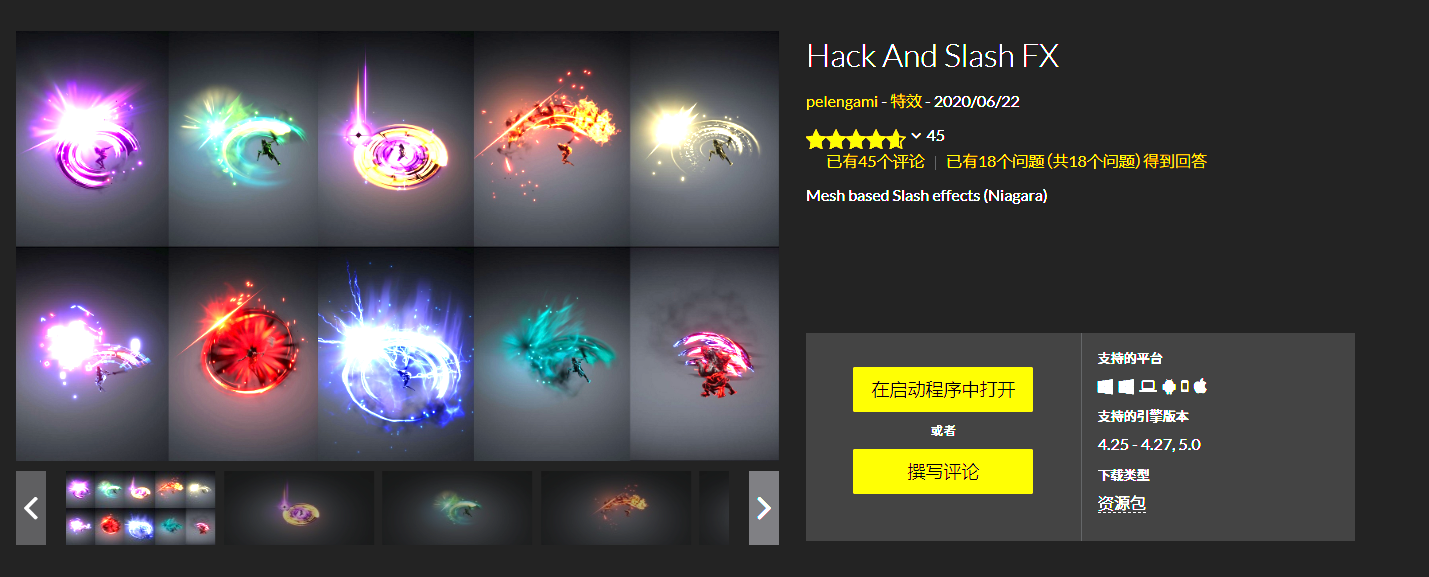 Hack And Slash FX
pelengami - 特效 - 2020/06/22
45
已有45个评论 | 已有18个问题 (共18个问题) 得到回答
Mesh based Slash effects (Niagara)
在启动程序中打开
或者
撰写评论
支持的平台
支持的引擎版本
4.25 - 4.27, 5.0
下载类型
资源包